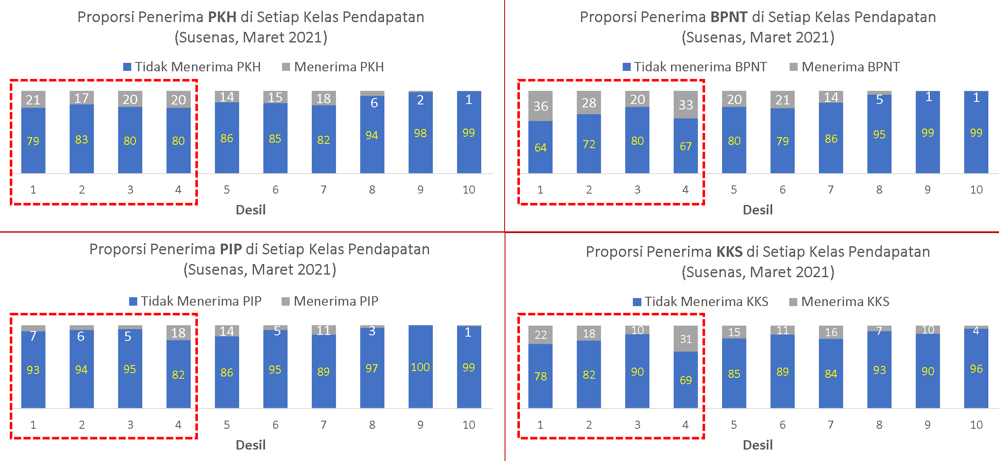 Proporsi Penerima PKH di Setiap Kelas Pendapatan
(Susenas, Maret 2021)
Tidak Menerima PKH Menerima PKH
21 17 20 20 14 15 18 6 2 1
79 83 80 80 86 85 82 94 98 99
1 2 3 4 5 6 7 8 9 10
Desil
Proporsi Penerima BPNT di Setiap Kelas Pendapatan
(Susenas, Maret 2021)
Tidak menerima BPNT Menerima BPNT
36 28 20 33 20 21 14 5 1 1
64 72 80 67 80 79 86 95 99 99
1 2 3 4 5 6 7 8 9 10
Desil
Proporsi Penerima PIP di Setiap Kelas Pendapatan
(Susenas, Maret 2021)
Tidak Menerima PIP Menerima PIP
7 6 5 18 14 5 11 3 1
93 94 95 82 86 95 89 97 100 99
1 2 3 4 5 6 7 8 9 10
Desil
Proporsi Penerima KKS di Setiap Kelas Pendapatan
(Susenas, Maret 2021)
Tidak Menerima KKS Menerima KKS
22 18 10 31 15 11 16 7 10 4
78 82 90 69 85 89 84 93 90 96
1 2 3 4 5 6 7 8 9 10
Desil